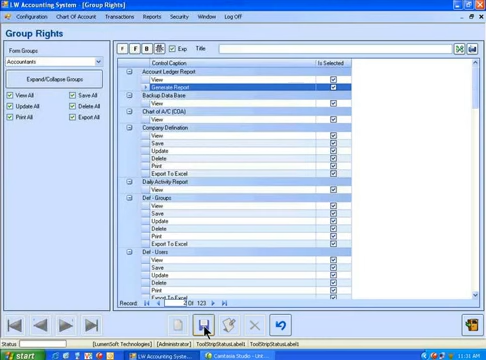 LW Accounting System - [Group Rights]
Configuration Chart Of Account Transactions Reports Security Window Log Off
Group Rights
Form Groups
Accountants
Expand/Collapse Groups
View All Save All
Update All Delete All
Print All Export All
Exp Title
Control Caption Is Selected
Account Ledger Report
View
Generate Report
Backup Data Base
View
Chart of A/C (COA)
View
Company Defination
View
Save
Update
Delete
Print
Export To Excel
Daily Activity Report
View
Def - Groups
View
Save
Update
Delete
Print
Export To Excel
Def - Users
View
Save
Update
Delete
Print
Export To Excel
Record: 2 Of 123
Status [LumenSoft Technologies] [Administrator] ToolStripStatusLabel1 ToolStripStatusLabel1
start LW Accounting Syste... Camtasia Studio - Unt... 11:31 AM